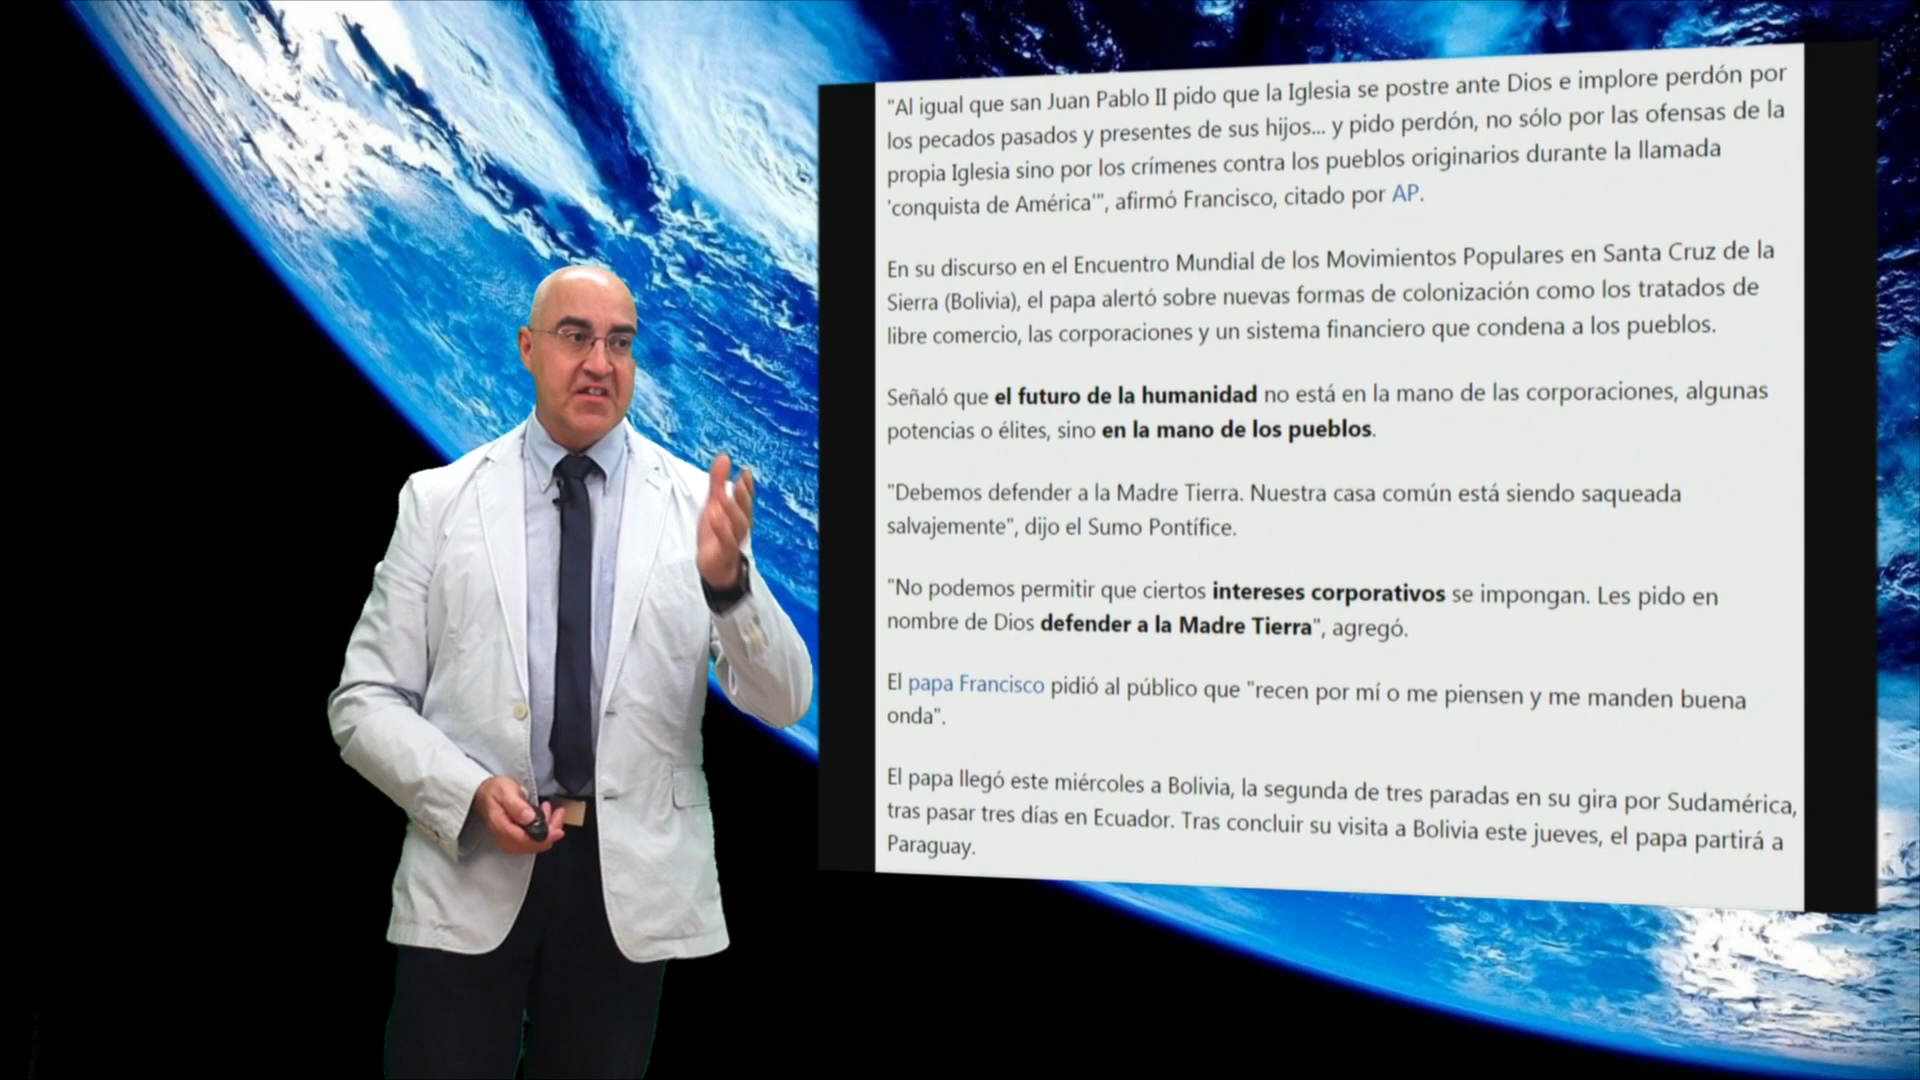 "Al igual que san Juan Pablo II pido que la Iglesia se postre ante Dios e implore perdón por
los pecados pasados y presentes de sus hijos... y pido perdón, no sólo por las ofensas de la
propia Iglesia sino por los crímenes contra los pueblos originarios durante la llamada
'conquista de América'", afirmó Francisco, citado por AP.
En su discurso en el Encuentro Mundial de los Movimientos Populares en Santa Cruz de la
Sierra (Bolivia), el papa alertó sobre nuevas formas de colonización como los tratados de
libre comercio, las corporaciones y un sistema financiero que condena a los pueblos.
Señaló que el futuro de la humanidad no está en la mano de las corporaciones, algunas
potencias o élites, sino en la mano de los pueblos.
"Debemos defender a la Madre Tierra. Nuestra casa común está siendo saqueada
salvajemente", dijo el Sumo Pontífice.
"No podemos permitir que ciertos intereses corporativos se impongan. Les pido en
nombre de Dios defender a la Madre Tierra", agregó.
El papa Francisco pidió al público que "recen por mí o me piensen y me manden buena
onda".
El papa llegó este miércoles a Bolivia, la segunda de tres paradas en su gira por Sudamérica,
tras pasar tres días en Ecuador. Tras concluir su visita a Bolivia este jueves, el papa partirá a
Paraguay.